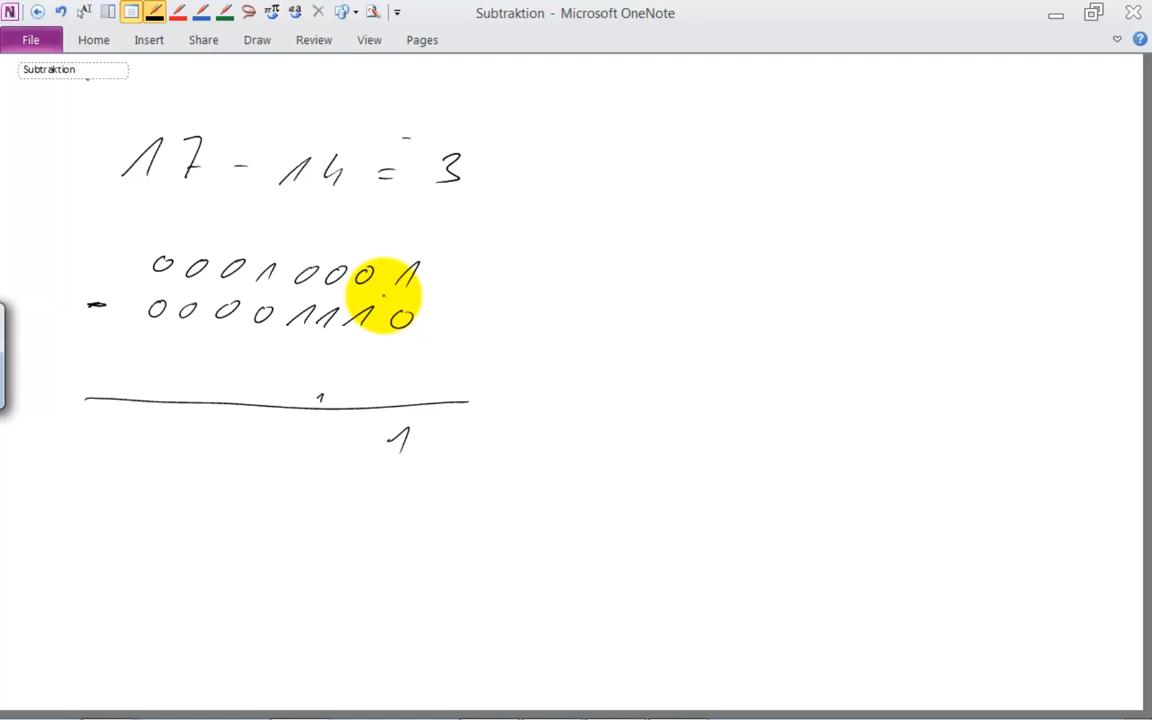 Subtraktion - Microsoft OneNote
File Home Insert Share Draw Review View Pages
Subtraktion
17 - 14 = 3
00010001
- 00001110
1
1